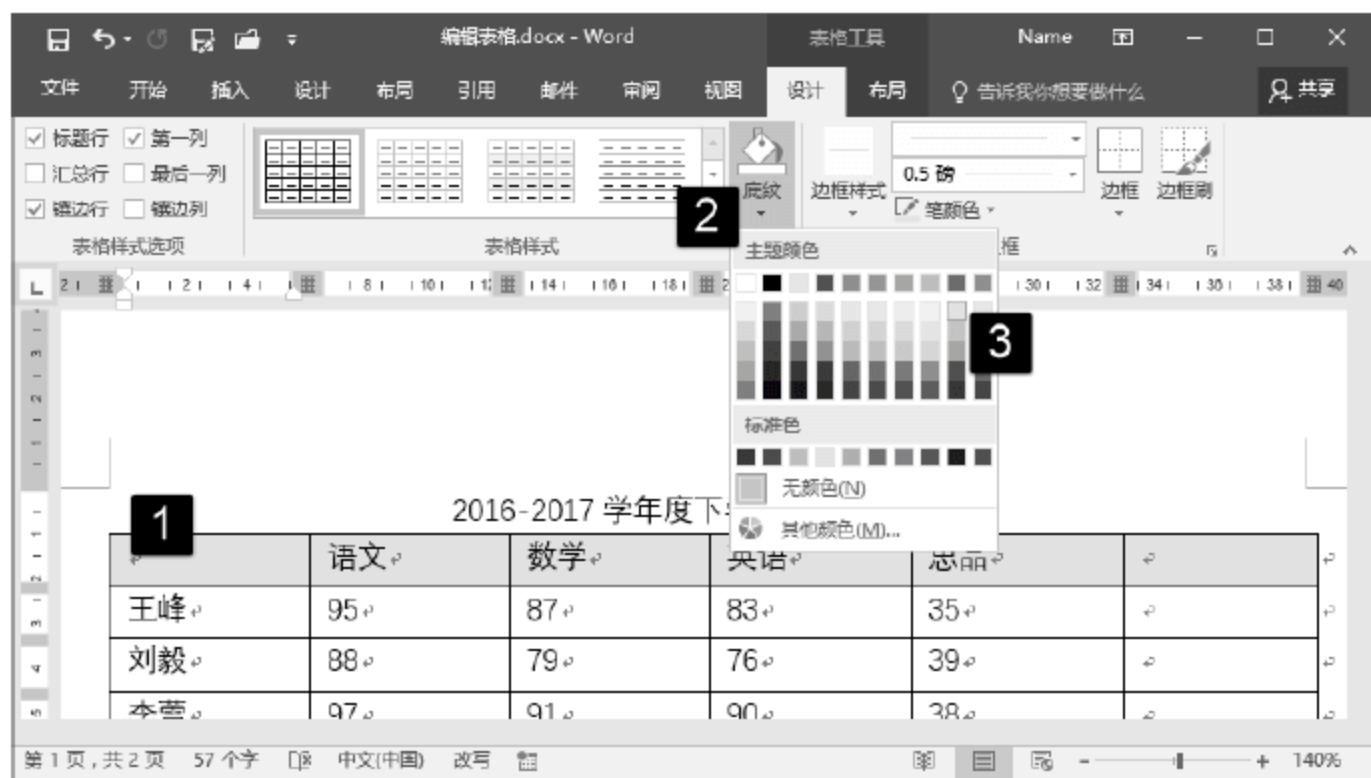 编辑表格.docx - Word 表格工具 Name
文件 开始 插入 设计 布局 引用 邮件 审阅 视图 设计 布局 告诉我你想要做什么 共享
标题行 第一列
汇总行 最后一列
镶边行 镶边列
表格样式选项
表格样式
2
底纹
边框样式
0.5 磅
笔颜色
边框 边框刷
框
主题颜色
3
标准色
无颜色(N)
其他颜色(M)...
1
2016-2017 学年度下
语文 数学 英语 思品
王峰 95 87 83 35
刘毅 88 79 76 39
李萱 97 91 90 38
第 1 页，共 2 页 57 个字 中文(中国) 改写 140%